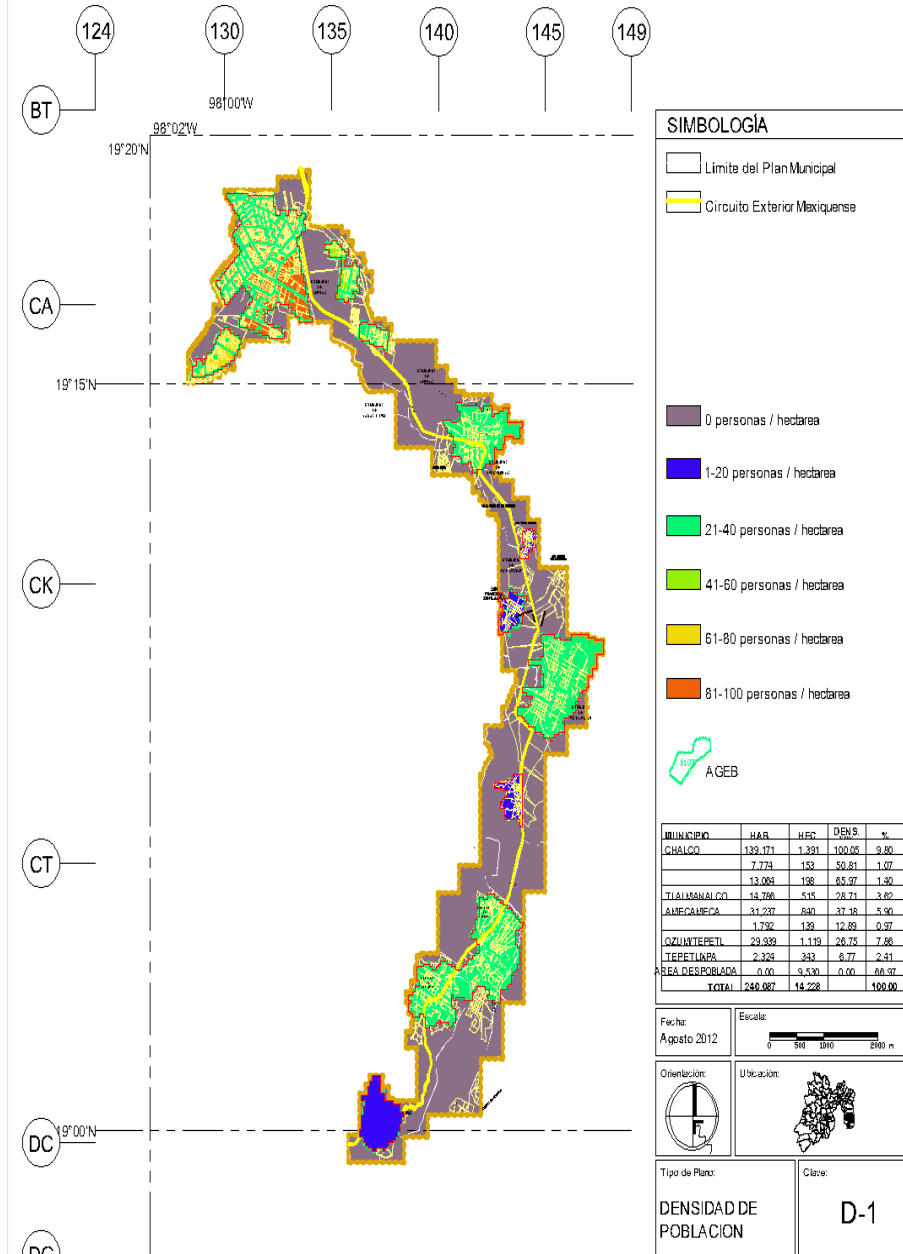 124 130 135 140 145 149
BT
98°00'W
98°02'W
19°20'N
CA
19°15'N
CK
CT
19°00'N
DC
DG
SIMBOLOGÍA
Limite del Plan Municipal
Circuito Exterior Mexiquense
0 personas / hectarea
1-20 personas / hectarea
21-40 personas / hectarea
41-60 personas / hectarea
61-80 personas / hectarea
81-100 personas / hectarea
AGEB
MUNICIPIO HAB. HEC. DENS. %
CHALCO 139,171 1,391 100.05 9.80
7,774 153 50.81 1.07
13,064 198 65.97 1.40
TLALMANALCO 14,786 515 28.71 3.62
AMECAMECA 31,237 840 37.18 5.90
1,792 139 12.89 0.97
OZUMTEPETL 29,939 1,119 26.75 7.86
TEPETLIXPA 2,324 343 6.77 2.41
AREA DESPOBLADA 0.00 9,530 0.00 66.97
TOTAL 240,087 14,228 100.00
Fecha:
Agosto 2012
Escala:
0 500 1000 2000 m
Orientación:
Ubicación:
Tipo de Plano:
DENSIDAD DE
POBLACION
Clave:
D-1